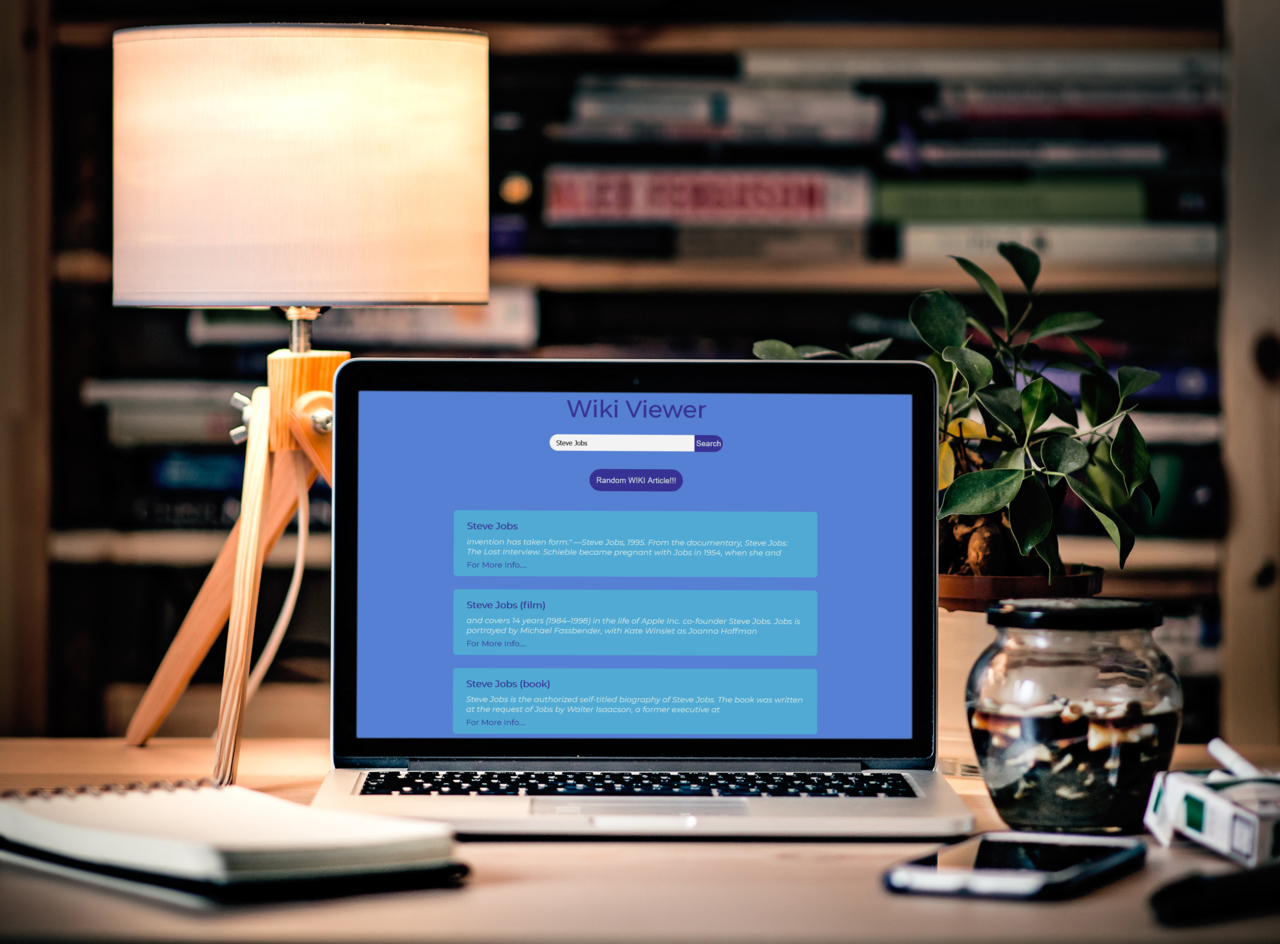 ALEX FERGUSON
Wiki Viewer
Steve Jobs
Search
Random WIKI Article!!!
Steve Jobs
invention has taken form." —Steve Jobs, 1995. From the documentary, Steve Jobs:
The Lost Interview. Schieble became pregnant with Jobs in 1954, when she and
For More Info...
Steve Jobs (film)
and covers 14 years (1984–1998) in the life of Apple Inc. co-founder Steve Jobs. Jobs is
portrayed by Michael Fassbender, with Kate Winslet as Joanna Hoffman
For More Info...
Steve Jobs (book)
Steve Jobs is the authorized self-titled biography of Steve Jobs. The book was written
at the request of Jobs by Walter Isaacson, a former executive at
For More Info...